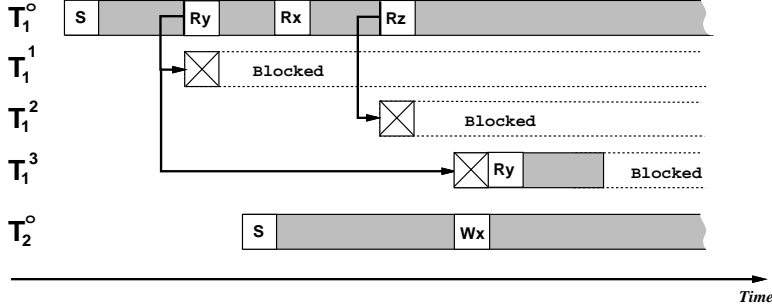 T₁° S Ry Rx Rz
T₁¹ Blocked
T₁² Blocked
T₁³ Ry Blocked
T₂° S Wx
Time